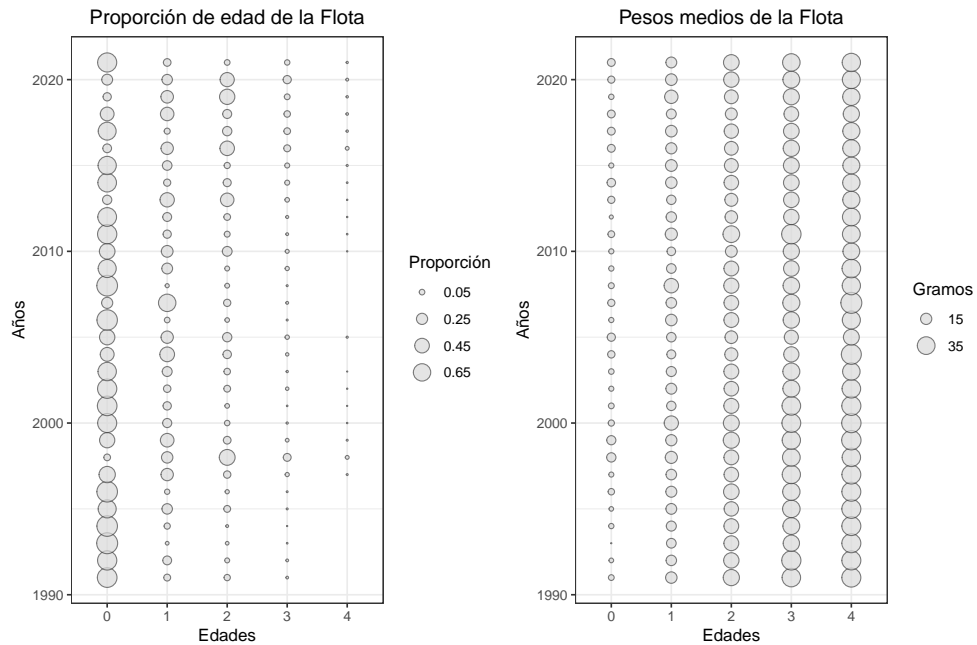 Proporción de edad de la Flota
Años
2020
2010
2000
1990
0 1 2 3 4
Edades
Proporción
0.05
0.25
0.45
0.65
Pesos medios de la Flota
Años
2020
2010
2000
1990
0 1 2 3 4
Edades
Gramos
15
35